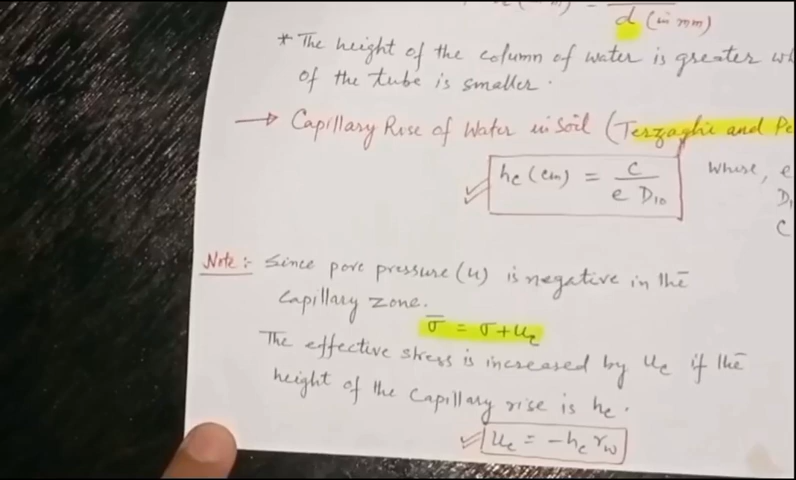 d (in mm)
* The height of the column of water is greater
of the tube is smaller.
→ Capillary Rise of Water in Soil (Terzaghi and
hc (cm) = C / e D10 where, e
D1
C
Note:- Since pore pressure (u) is negative in the
Capillary zone.
σ̅ = σ + uc
The effective stress is increased by uc if the
height of the Capillary rise is hc.
uc = -hc γw